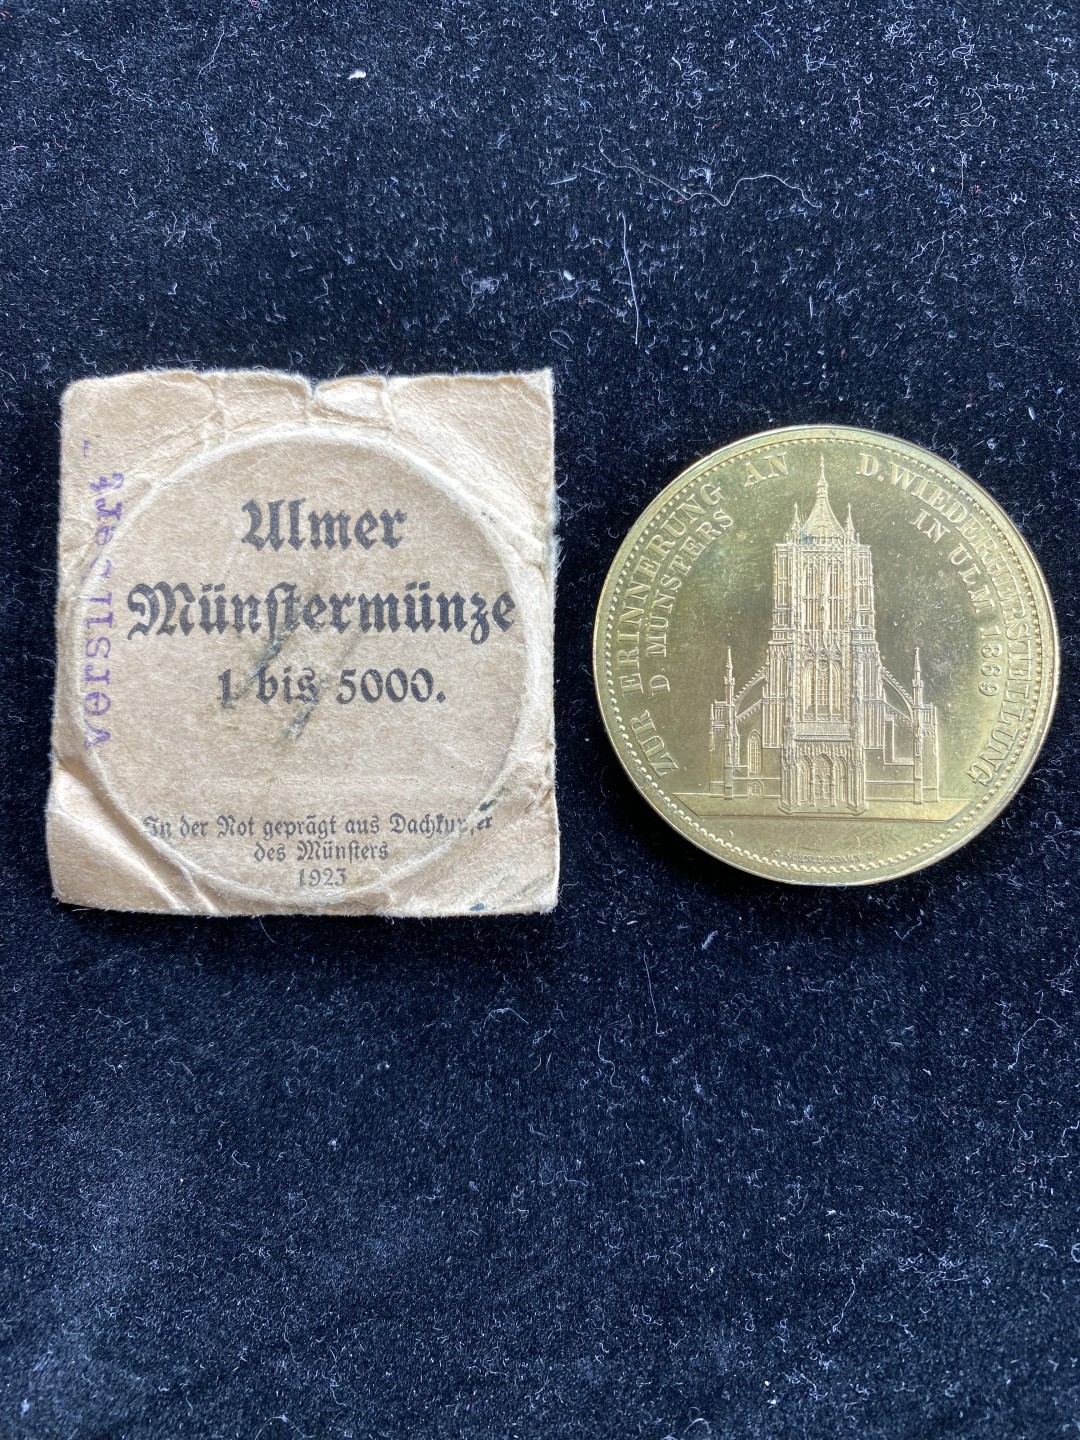 versilbert -
Ulmer
Münstermünze
1 bis 5000.
In der Not geprägt aus Dachkupfer
des Münsters
1923
ZUR ERINNERUNG AN D. WIEDERHERSTELLUNG
D MÜNSTERS IN ULM 1869